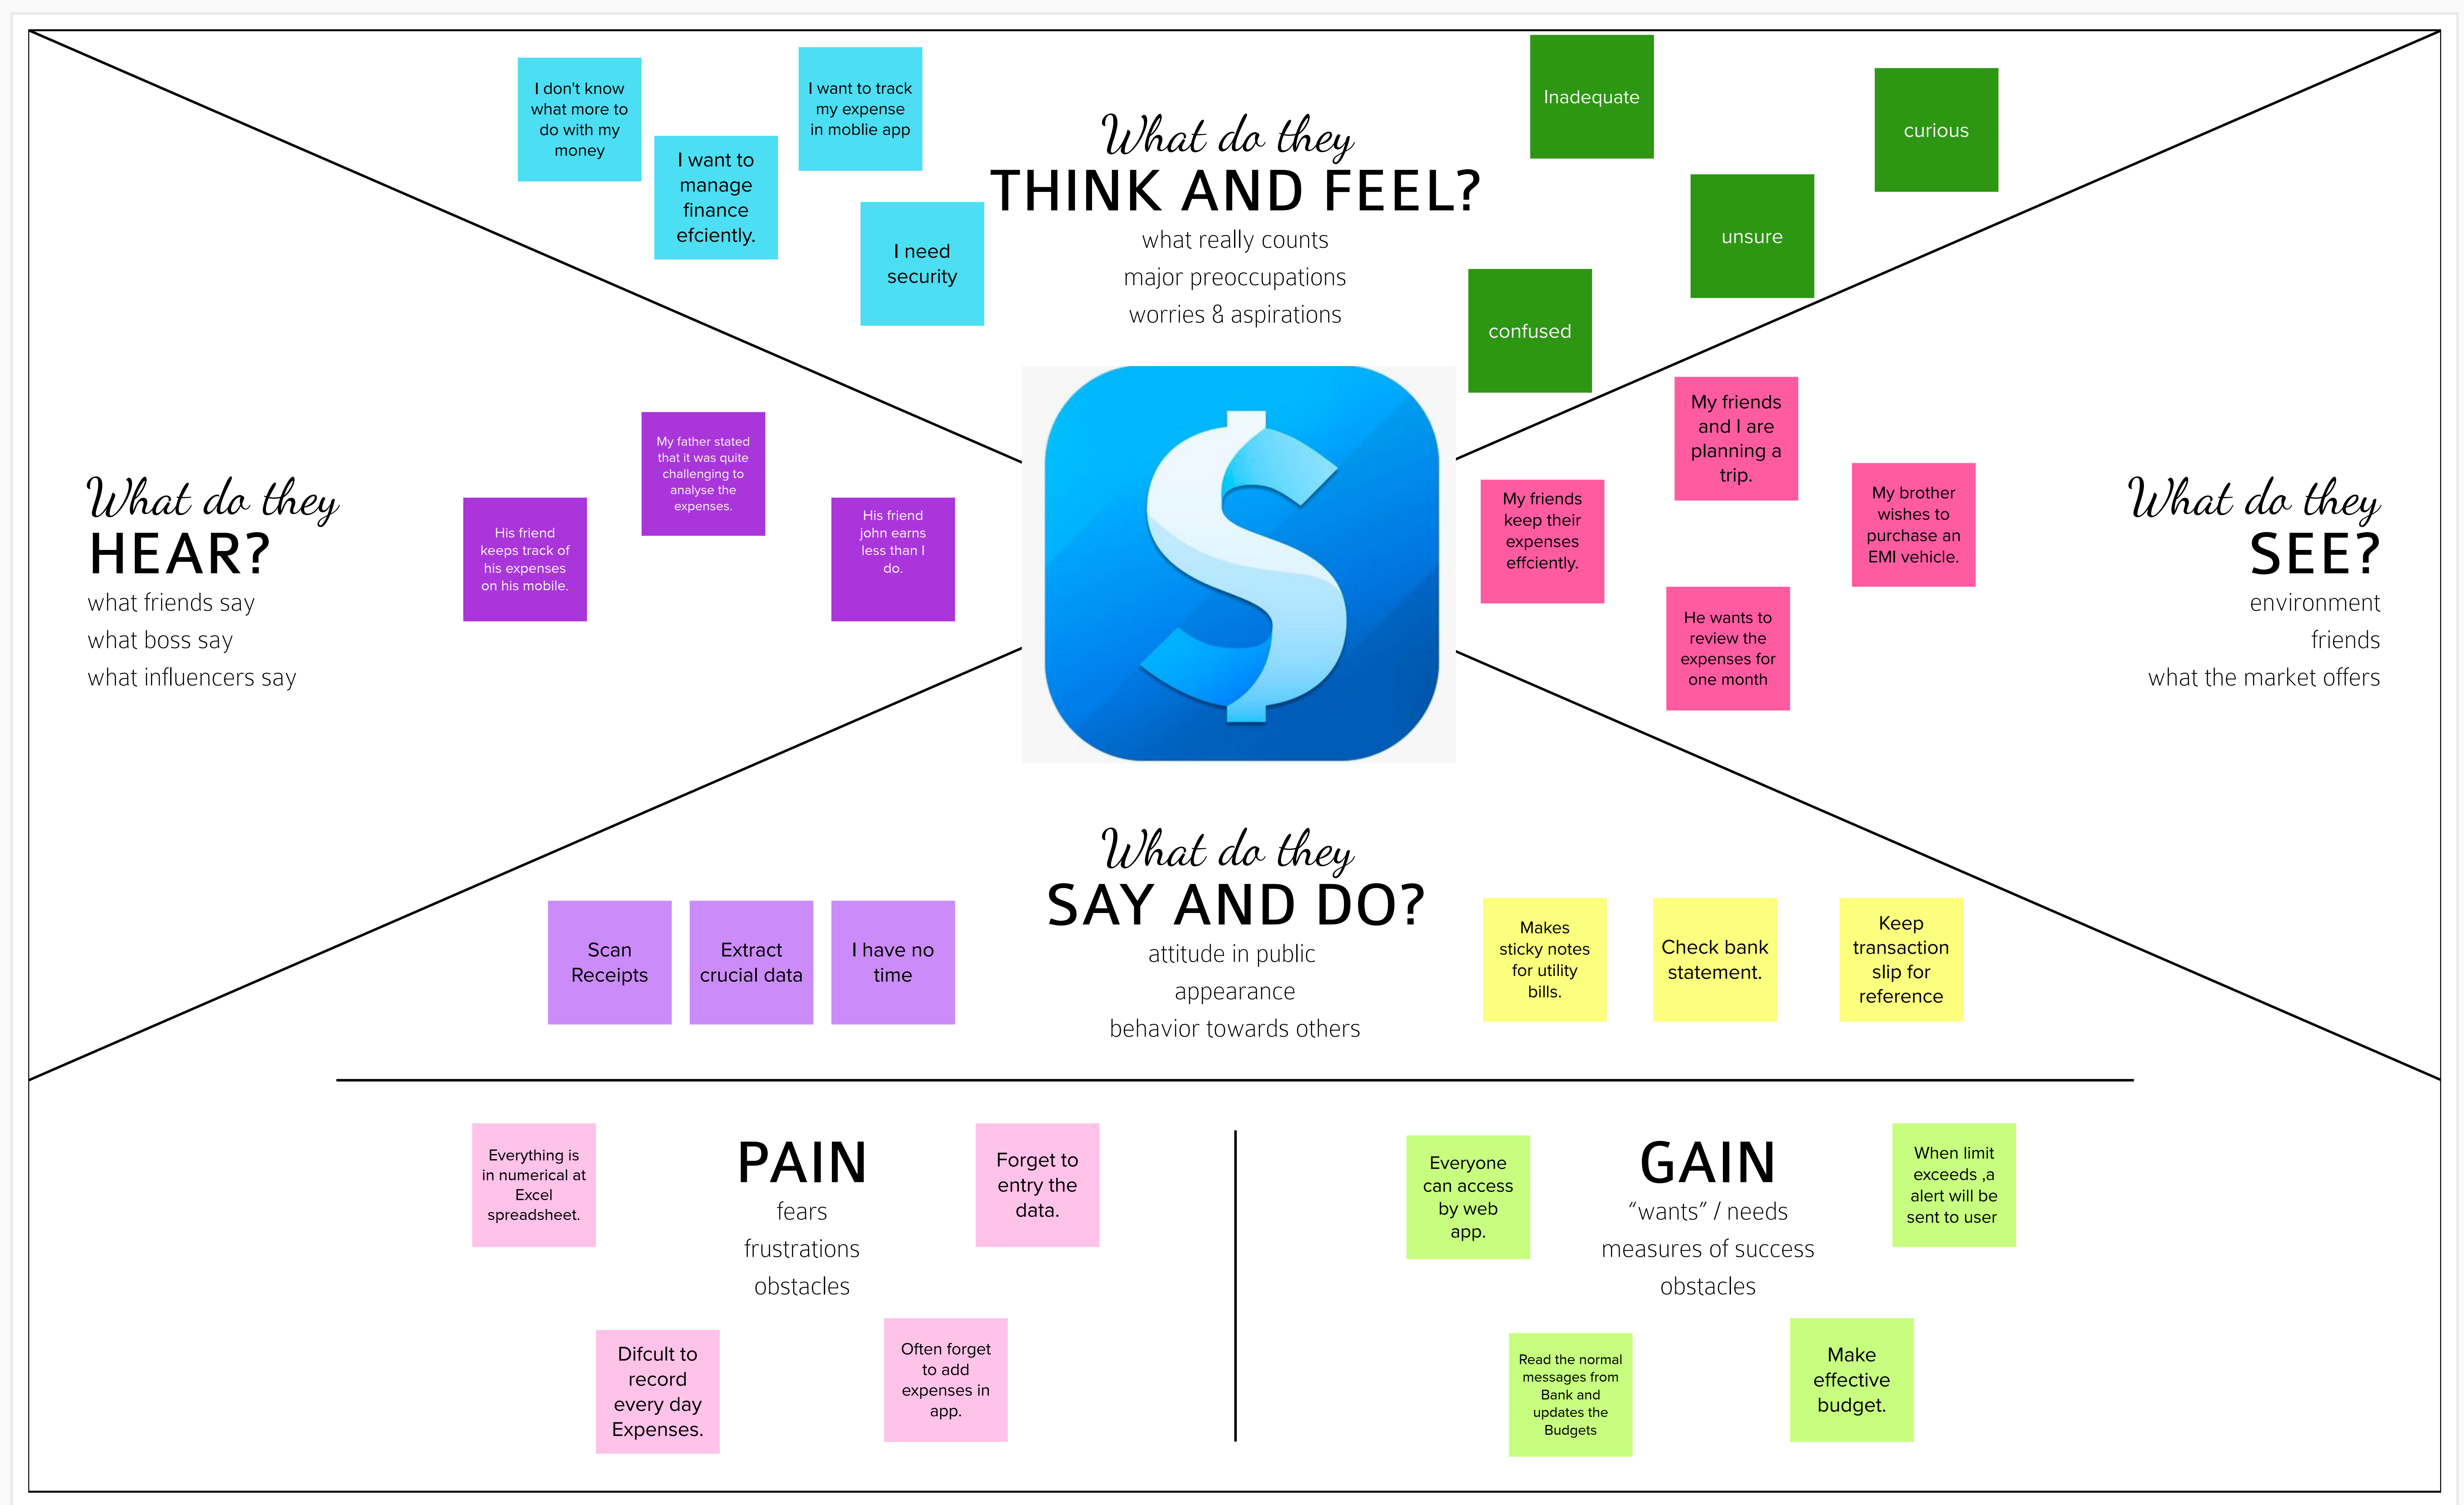 I don't know
what more to
do with my
money
I want to
manage
finance
efciently.
I want to track
my expense
in moblie app
I need
security
What do they
THINK AND FEEL?
what really counts
major preoccupations
worries & aspirations
Inadequate
curious
unsure
confused
What do they
HEAR?
what friends say
what boss say
what influencers say
His friend
keeps track of
his expenses
on his mobile.
My father stated
that it was quite
challenging to
analyse the
expenses.
His friend
john earns
less than I
do.
My friends
keep their
expenses
effciently.
My friends
and I are
planning a
trip.
My brother
wishes to
purchase an
EMI vehicle.
He wants to
review the
expenses for
one month
What do they
SEE?
environment
friends
what the market offers
Scan
Receipts
Extract
crucial data
I have no
time
What do they
SAY AND DO?
attitude in public
appearance
behavior towards others
Makes
sticky notes
for utility
bills.
Check bank
statement.
Keep
transaction
slip for
reference
Everything is
in numerical at
Excel
spreadsheet.
PAIN
fears
frustrations
obstacles
Forget to
entry the
data.
Difcult to
record
every day
Expenses.
Often forget
to add
expenses in
app.
Everyone
can access
by web
app.
GAIN
“wants” / needs
measures of success
obstacles
When limit
exceeds ,a
alert will be
sent to user
Read the normal
messages from
Bank and
updates the
Budgets
Make
effective
budget.